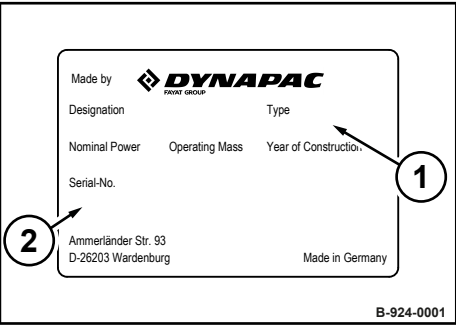 Made by DYNAPAC
FAYAT GROUP
Designation Type
Nominal Power Operating Mass Year of Construction
1
Serial-No.
2
Ammerländer Str. 93
D-26203 Wardenburg Made in Germany
B-924-0001